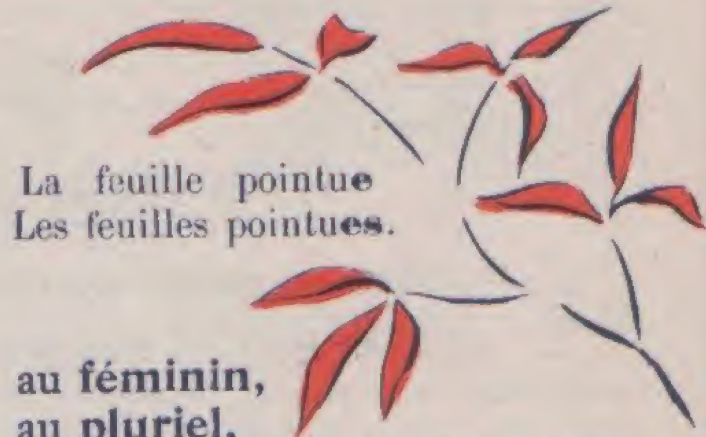 La feuille pointue
Les feuilles pointues.
au féminin,
au pluriel,